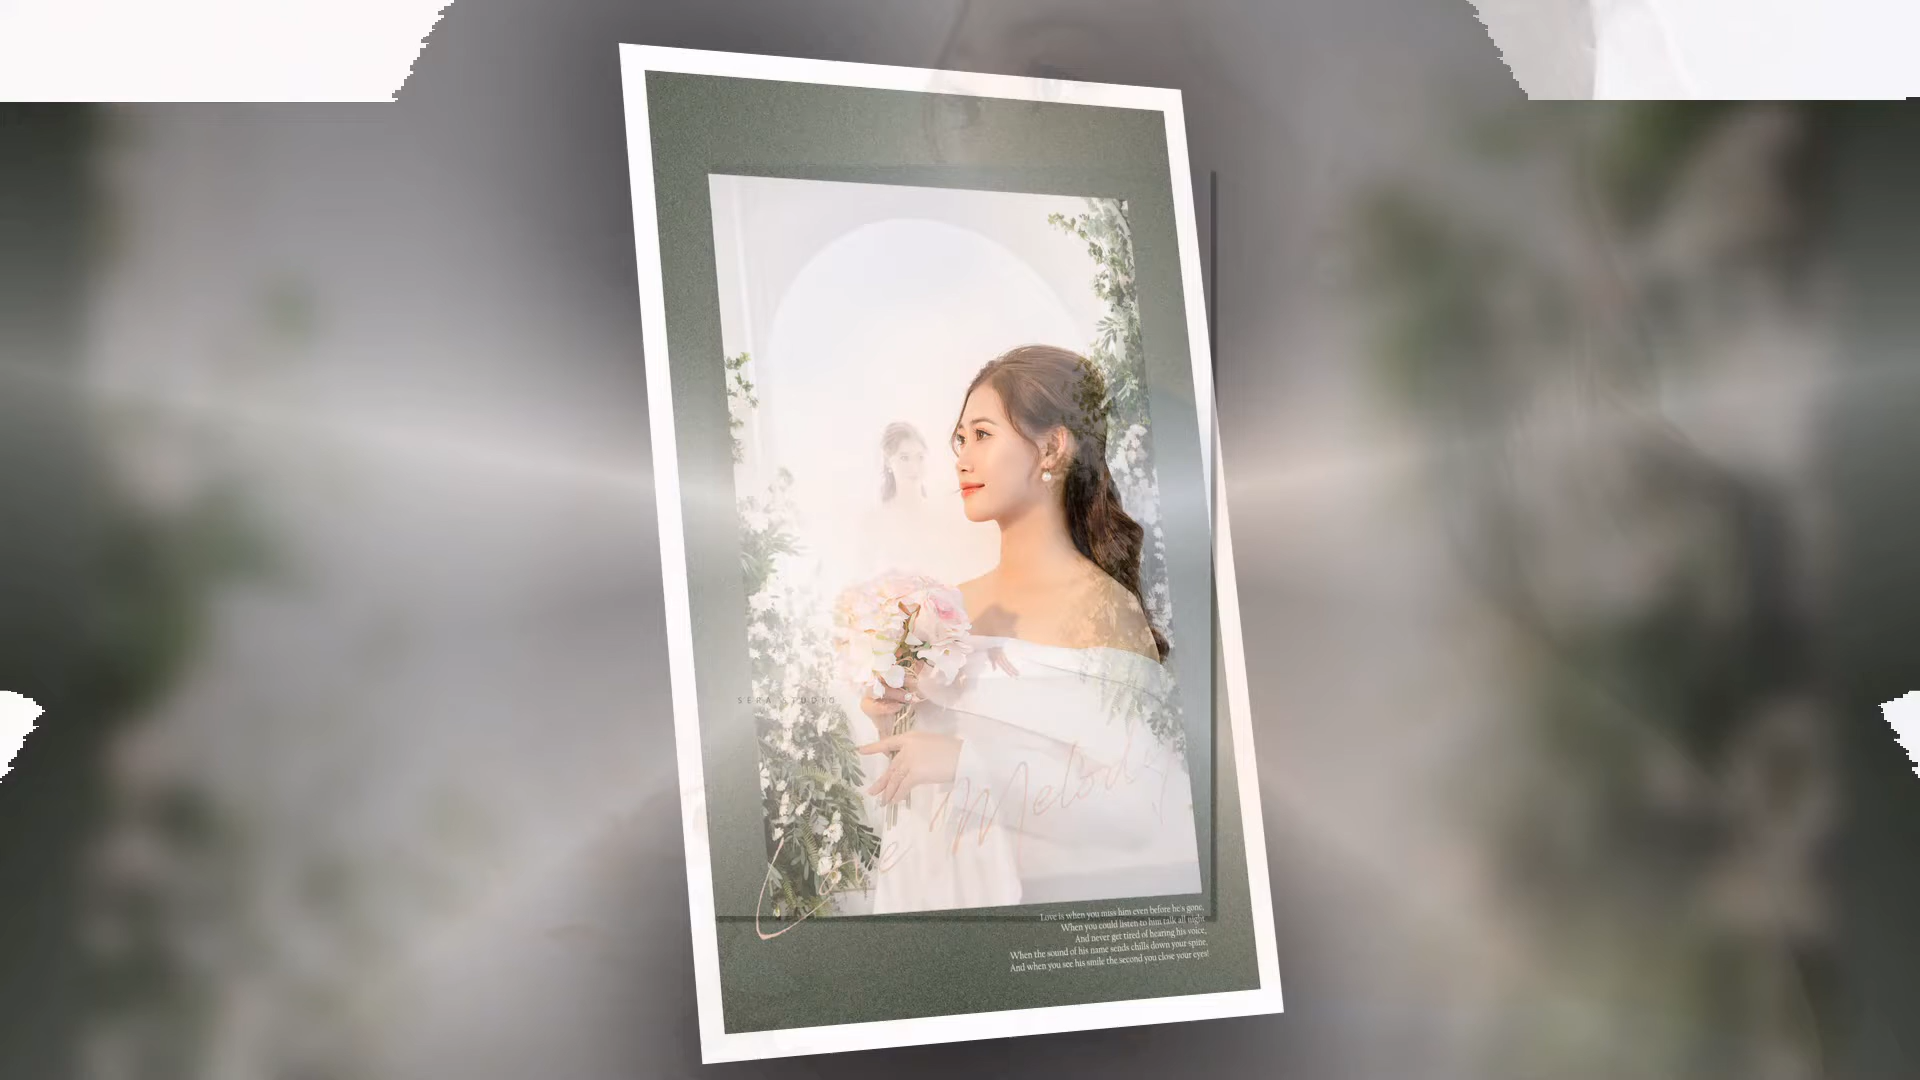 SERA STUDIO
Love Melody
Love is when you miss him even before he's gone,
When you could listen to him talk all night
And never get tired of hearing his voice,
When the sound of his name sends chills down your spine,
And when you see his smile the second you close your eyes!